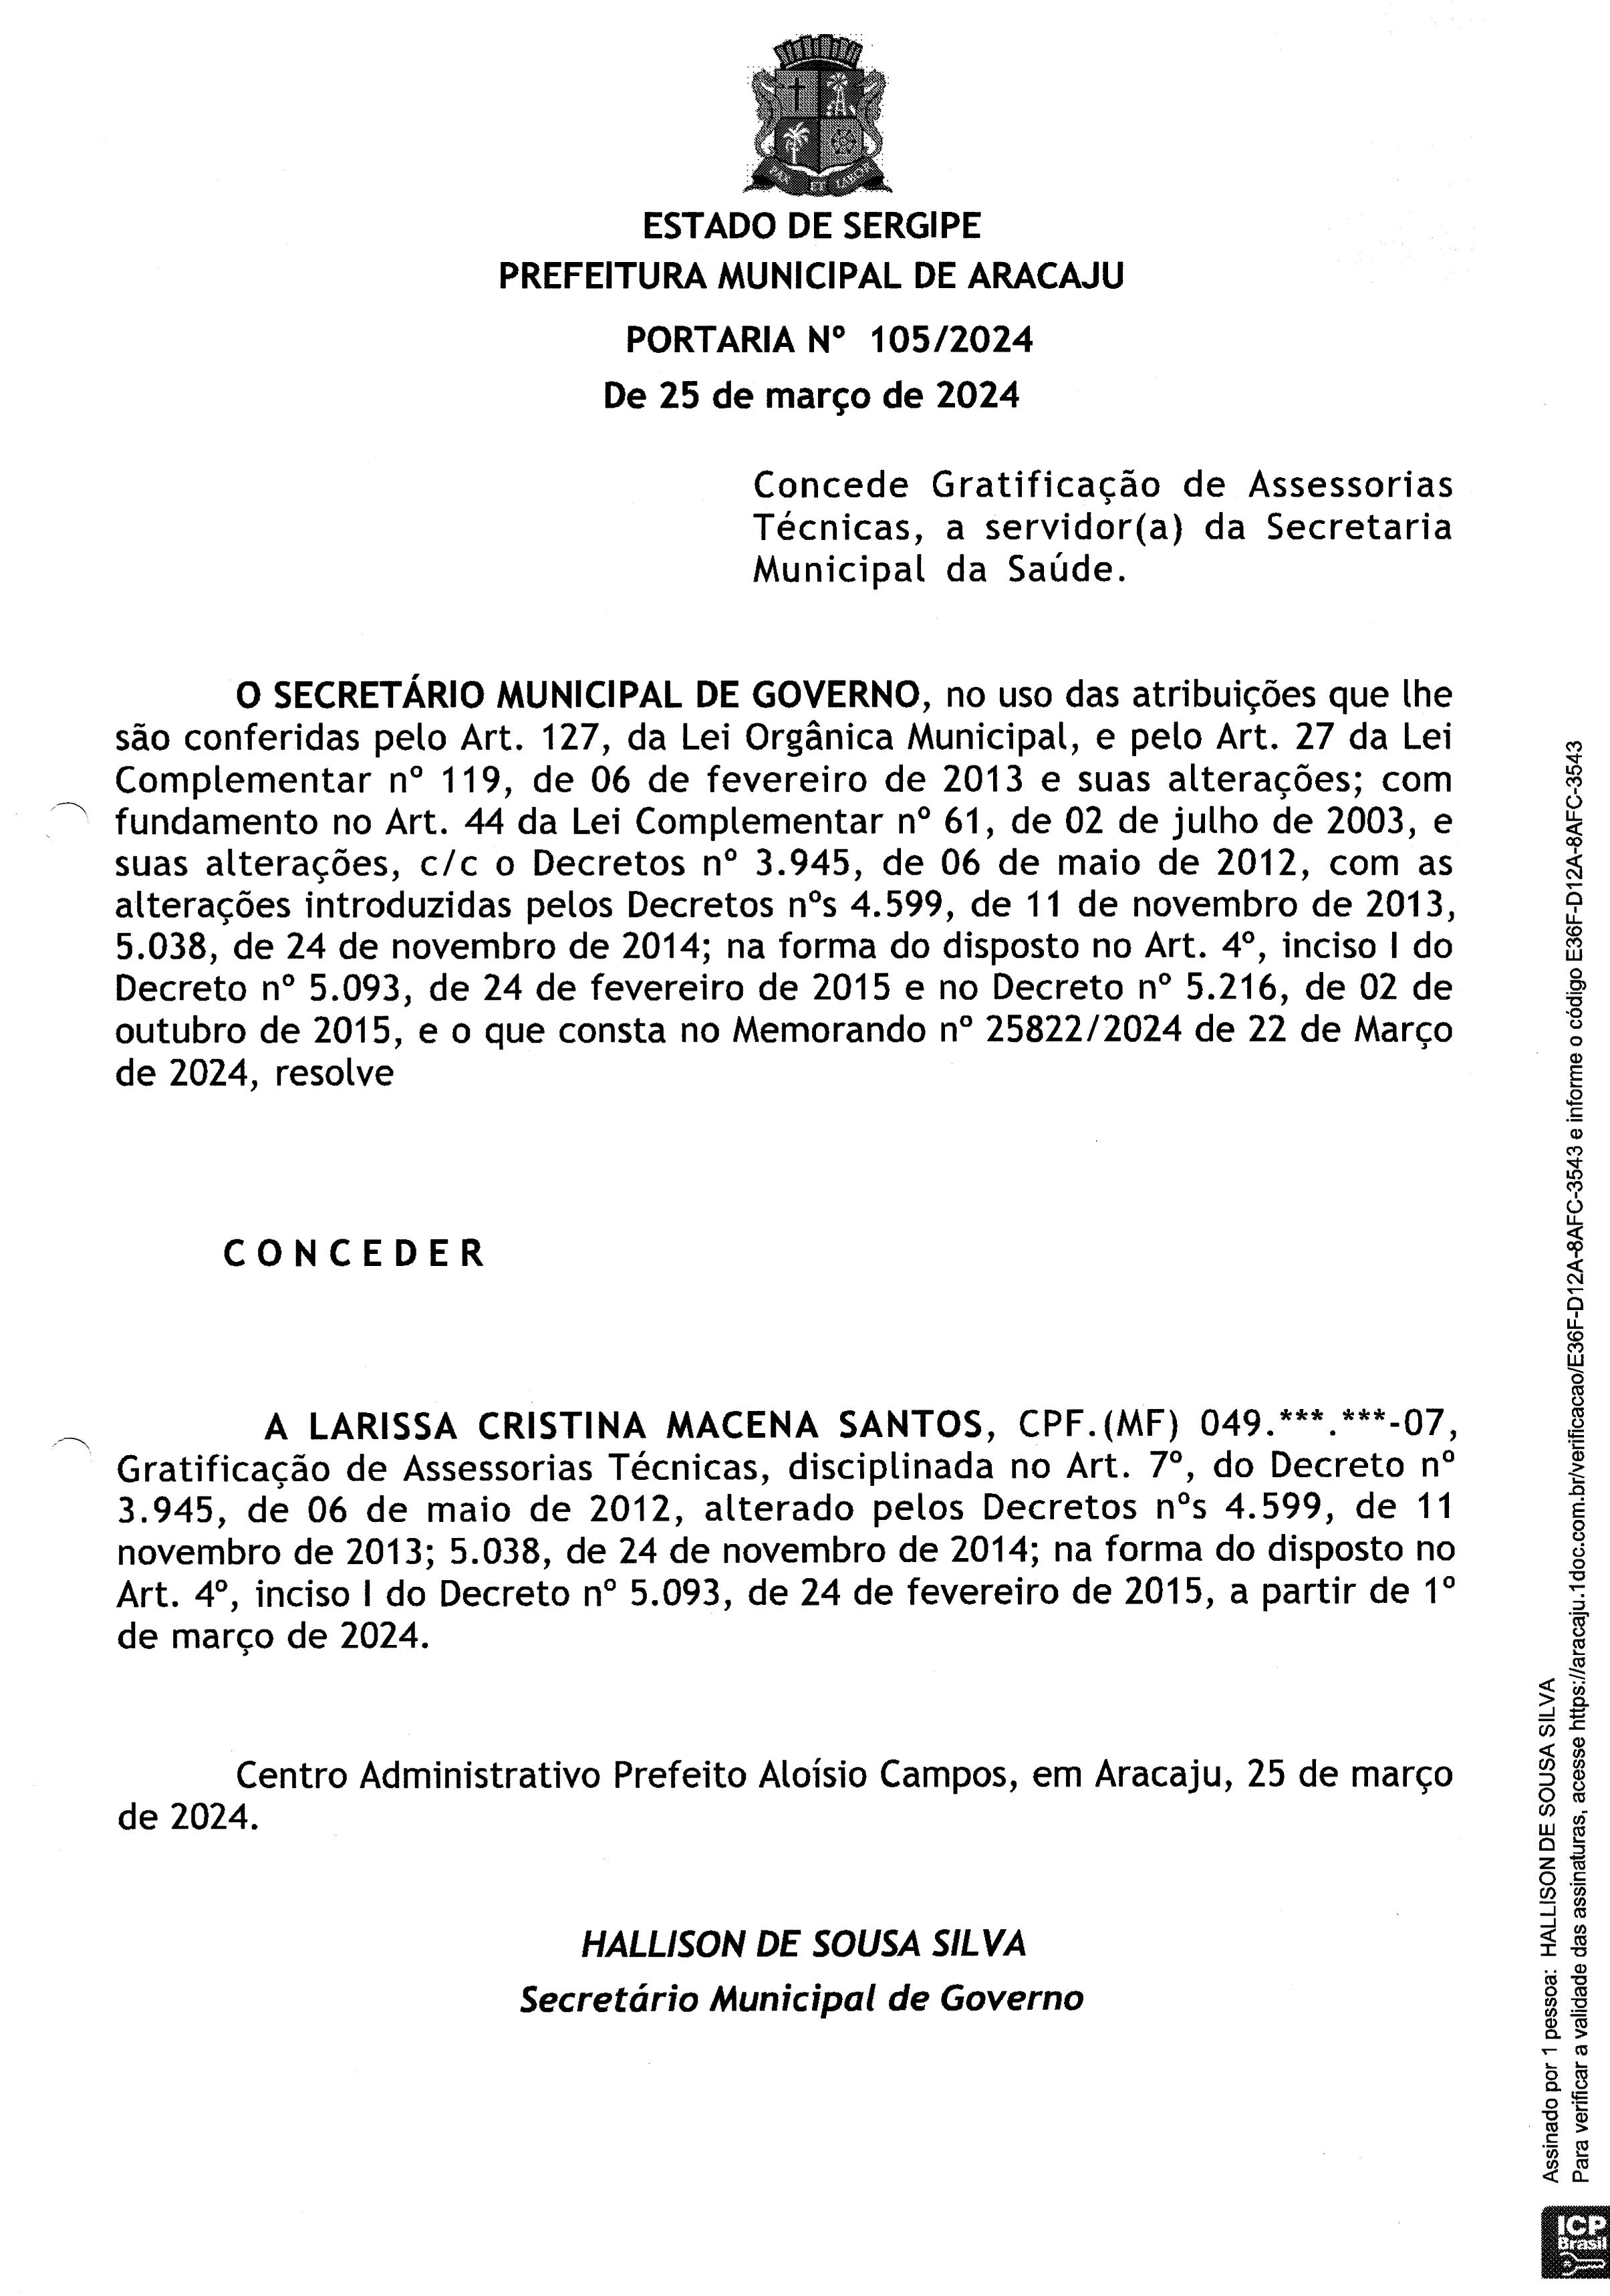 PAX ET LABOR
ESTADO DE SERGIPE
PREFEITURA MUNICIPAL DE ARACAJU
PORTARIA Nº 105/2024
De 25 de março de 2024
Concede Gratificação de Assessorias
Técnicas, a servidor(a) da Secretaria
Municipal da Saúde.
O SECRETÁRIO MUNICIPAL DE GOVERNO, no uso das atribuições que lhe
são conferidas pelo Art. 127, da Lei Orgânica Municipal, e pelo Art. 27 da Lei
Complementar nº 119, de 06 de fevereiro de 2013 e suas alterações; com
fundamento no Art. 44 da Lei Complementar nº 61, de 02 de julho de 2003, e
suas alterações, c/c o Decretos nº 3.945, de 06 de maio de 2012, com as
alterações introduzidas pelos Decretos nºs 4.599, de 11 de novembro de 2013,
5.038, de 24 de novembro de 2014; na forma do disposto no Art. 4º, inciso I do
Decreto nº 5.093, de 24 de fevereiro de 2015 e no Decreto nº 5.216, de 02 de
outubro de 2015, e o que consta no Memorando nº 25822/2024 de 22 de Março
de 2024, resolve
C O N C E D E R
A LARISSA CRISTINA MACENA SANTOS, CPF.(MF) 049.***.***-07,
Gratificação de Assessorias Técnicas, disciplinada no Art. 7º, do Decreto nº
3.945, de 06 de maio de 2012, alterado pelos Decretos nºs 4.599, de 11
novembro de 2013; 5.038, de 24 de novembro de 2014; na forma do disposto no
Art. 4º, inciso I do Decreto nº 5.093, de 24 de fevereiro de 2015, a partir de 1º
de março de 2024.
Centro Administrativo Prefeito Aloísio Campos, em Aracaju, 25 de março
de 2024.
HALLISON DE SOUSA SILVA
Secretário Municipal de Governo
Assinado por 1 pessoa: HALLISON DE SOUSA SILVA
Para verificar a validade das assinaturas, acesse https://aracaju.1doc.com.br/verificacao/E36F-D12A-8AFC-3543 e informe o código E36F-D12A-8AFC-3543
ICP
Brasil